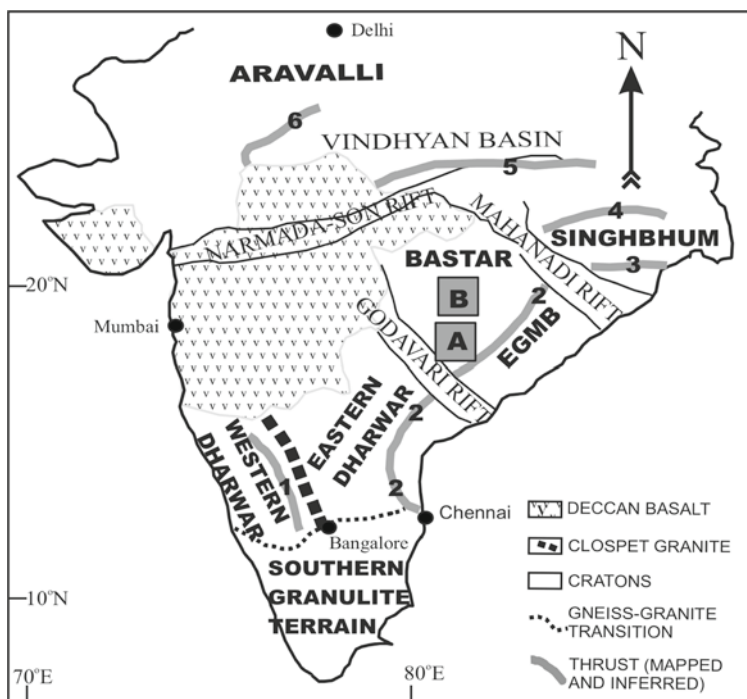 Delhi
N
ARAVALLI
6
VINDHYAN BASIN
5
NARMADA-SON RIFT
MAHANADI RIFT
4
SINGHBHUM
3
BASTAR
20°N
B
2
Mumbai
A
EGMB
GODAVARI RIFT
2
EASTERN
DHARWAR
WESTERN
DHARWAR
1
2
Chennai
Bangalore
SOUTHERN
GRANULITE
TERRAIN
10°N
70°E
80°E
V DECCAN BASALT
CLOSPET GRANITE
CRATONS
GNEISS-GRANITE
TRANSITION
THRUST (MAPPED
AND INFERRED)